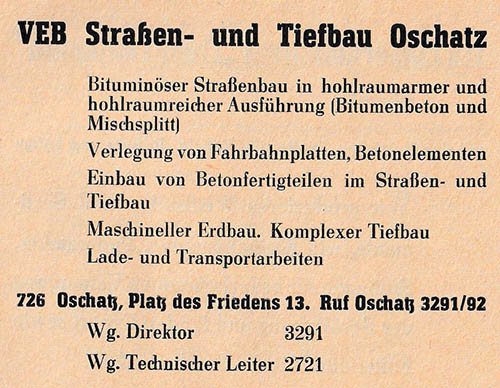 VEB Straßen- und Tiefbau Oschatz
Bituminöser Straßenbau in hohlraumarmer und
hohlraumreicher Ausführung (Bitumenbeton und
Mischsplitt)
Verlegung von Fahrbahnplatten, Betonelementen
Einbau von Betonfertigteilen im Straßen- und
Tiefbau
Maschineller Erdbau. Komplexer Tiefbau
Lade- und Transportarbeiten
726 Oschatz, Platz des Friedens 13. Ruf Oschatz 3291/92
Wg. Direktor 3291
Wg. Technischer Leiter 2721